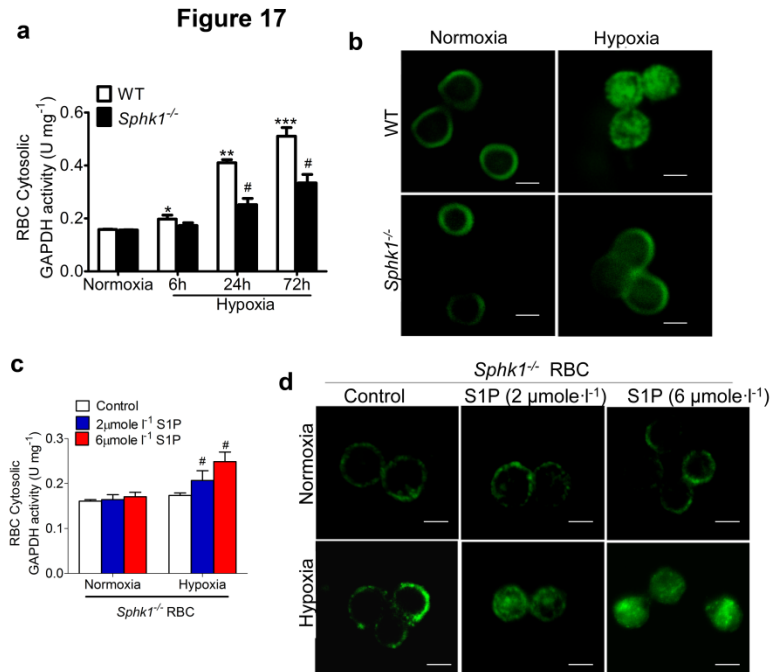 Figure 17
a
WT
Sphk1-/-
RBC Cytosolic
GAPDH activity (U mg-1)
0.6
0.4
0.2
0.0
*
**
#
***
#
Normoxia 6h 24h 72h
Hypoxia
b
Normoxia Hypoxia
WT
Sphk1-/-
c
Control
2µmole l-1 S1P
6µmole l-1 S1P
RBC Cytosolic
GAPDH activity (U mg-1)
0.3
0.2
0.1
0.0
# #
Normoxia Hypoxia
Sphk1-/- RBC
d
Sphk1-/- RBC
Control S1P (2 µmole·l-1) S1P (6 µmole·l-1)
Normoxia
Hypoxia